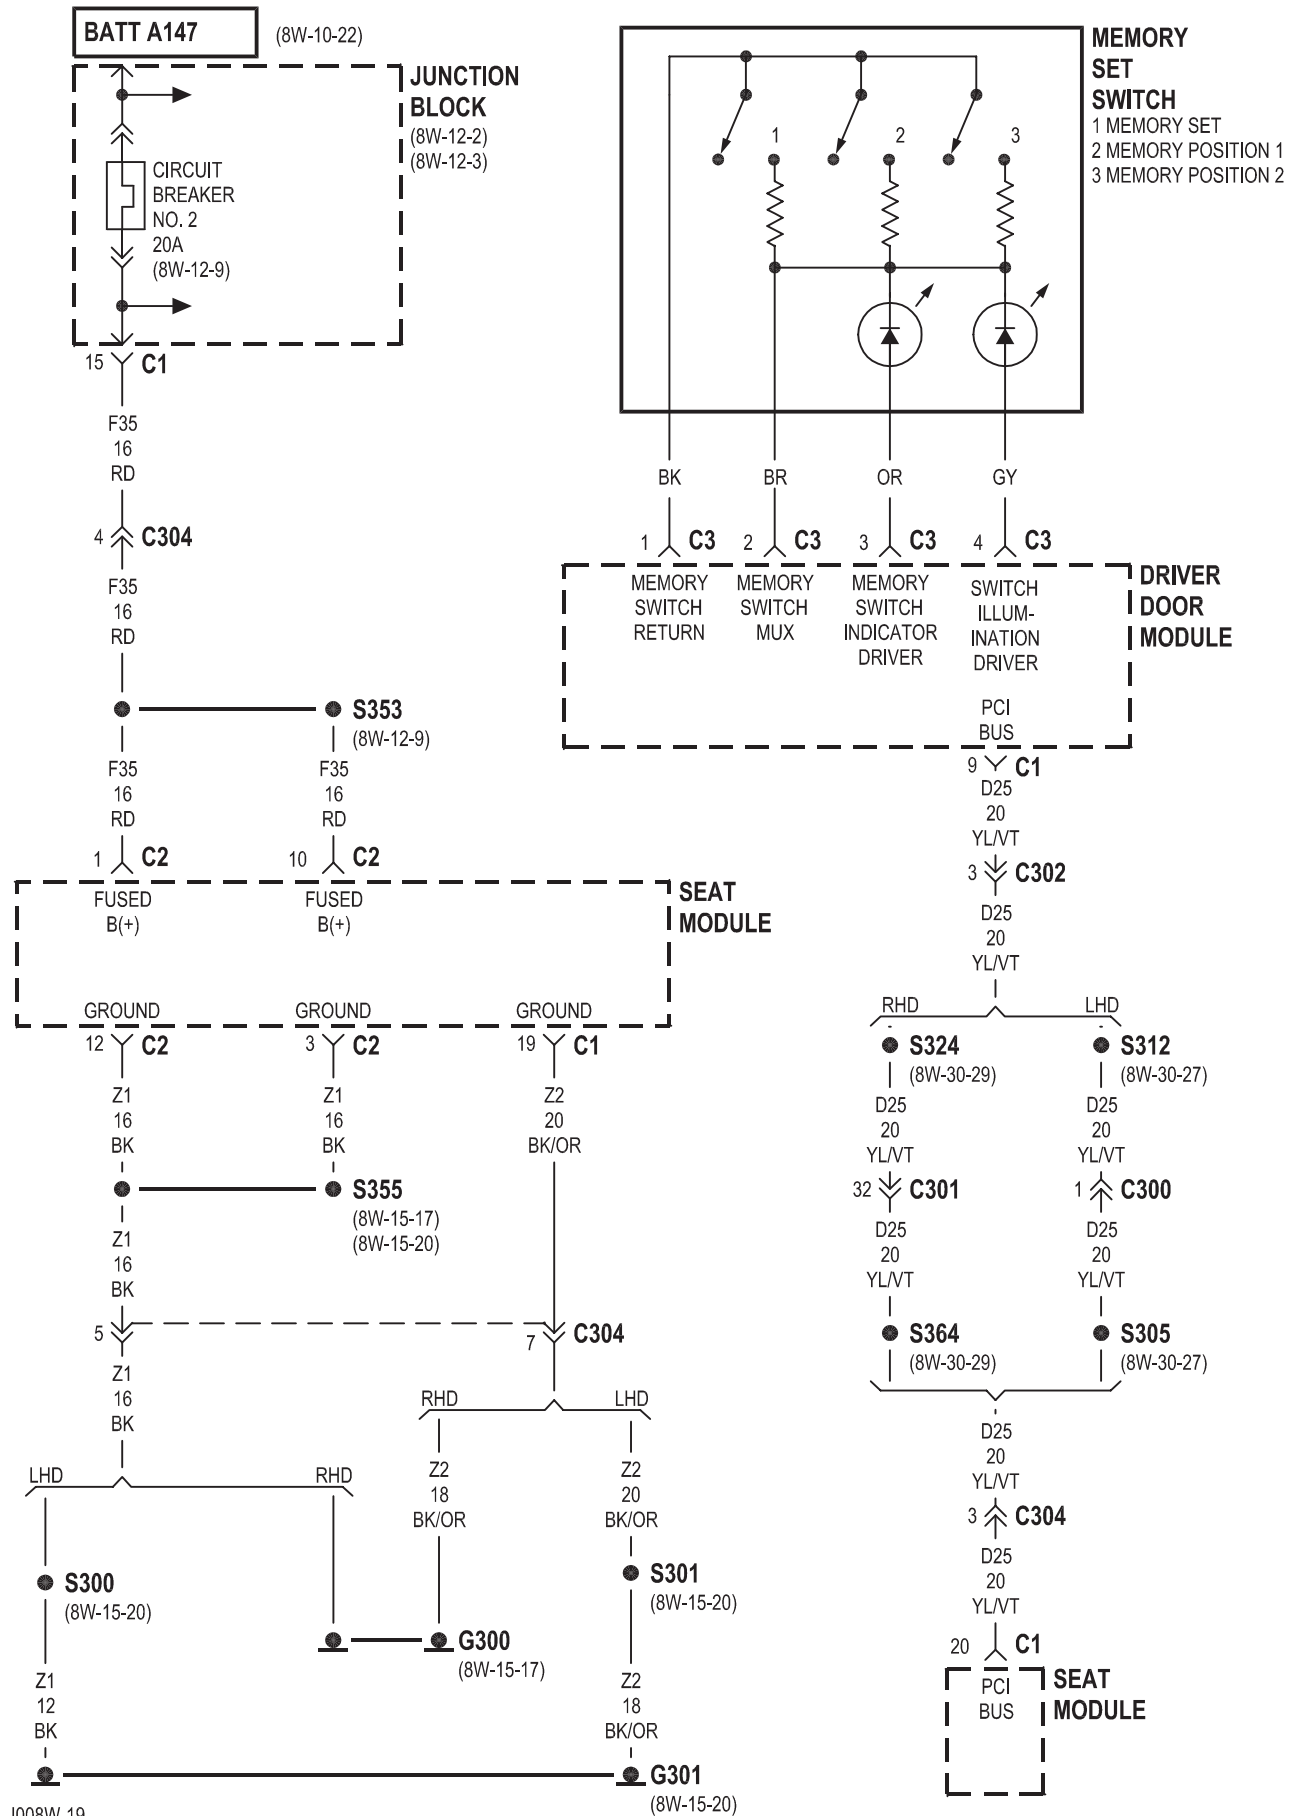 BATT A147
(8W-10-22)
JUNCTION
BLOCK
(8W-12-2)
(8W-12-3)
CIRCUIT
BREAKER
NO. 2
20A
(8W-12-9)
15 C1
F35
16
RD
4 C304
F35
16
RD
S353
(8W-12-9)
F35
16
RD
F35
16
RD
1 C2
10 C2
FUSED
B(+)
FUSED
B(+)
SEAT
MODULE
GROUND
GROUND
GROUND
12 C2
3 C2
19 C1
Z1
16
BK
Z1
16
BK
Z2
20
BK/OR
S355
(8W-15-17)
(8W-15-20)
Z1
16
BK
5
7
C304
Z1
16
BK
RHD
LHD
LHD
RHD
Z2
18
BK/OR
Z2
20
BK/OR
S300
(8W-15-20)
S301
(8W-15-20)
G300
(8W-15-17)
Z1
12
BK
Z2
18
BK/OR
G301
(8W-15-20)
J008W-19
MEMORY
SET
SWITCH
1 MEMORY SET
2 MEMORY POSITION 1
3 MEMORY POSITION 2
1
2
3
BK
BR
OR
GY
1 C3
2 C3
3 C3
4 C3
MEMORY
SWITCH
RETURN
MEMORY
SWITCH
MUX
MEMORY
SWITCH
INDICATOR
DRIVER
SWITCH
ILLUM-
INATION
DRIVER
DRIVER
DOOR
MODULE
PCI
BUS
9 C1
D25
20
YL/VT
3 C302
D25
20
YL/VT
RHD
LHD
S324
(8W-30-29)
S312
(8W-30-27)
D25
20
YL/VT
D25
20
YL/VT
32 C301
1 C300
D25
20
YL/VT
D25
20
YL/VT
S364
(8W-30-29)
S305
(8W-30-27)
D25
20
YL/VT
3 C304
D25
20
YL/VT
20 C1
PCI
BUS
SEAT
MODULE